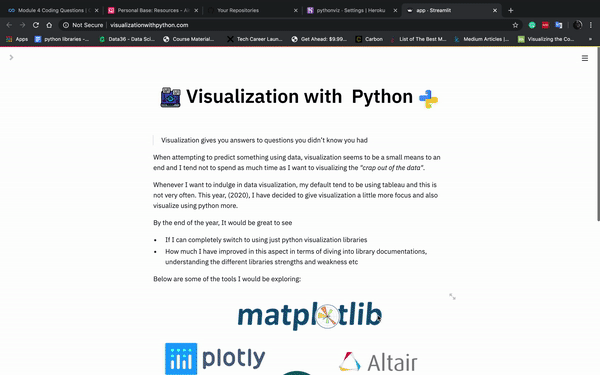 Module 4 Coding Questions | C
Personal Base: Resources - Ai
Your Repositories
pythonviz · Settings | Heroku
app · Streamlit
Not Secure | visualizationwithpython.com
Apps
python libraries -...
Data36 - Data Sci...
Course Material...
Tech Career Laun...
Get Ahead: $9.99...
Carbon
List of The Best M...
Medium Articles |...
Visualizing the Co...
Visualization with Python
Visualization gives you answers to questions you didn't know you had
When attempting to predict something using data, visualization seems to be a small means to an
end and I tend not to spend as much time as I want to visualizing the "crap out of the data".
Whenever I want to indulge in data visualization, my default tend to be using tableau and this is
not very often. This year, (2020), I have decided to give visualization a little more focus and also
visualize using python more.
By the end of the year, It would be great to see
• If I can completely switch to using just python visualization libraries
• How much I have improved in this aspect in terms of diving into library documentations,
understanding the different libraries strengths and weakness etc
Below are some of the tools I would be exploring:
matplotlib
plotly
Altair